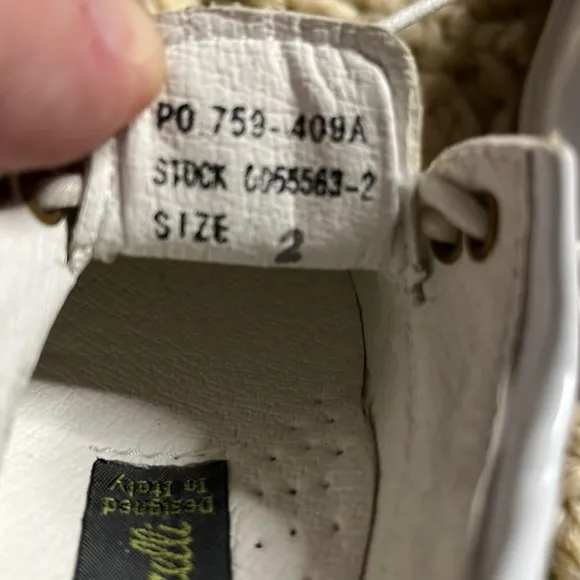 PO 759-409A
STOCK 0055563-2
SIZE 2
Designed
In Italy